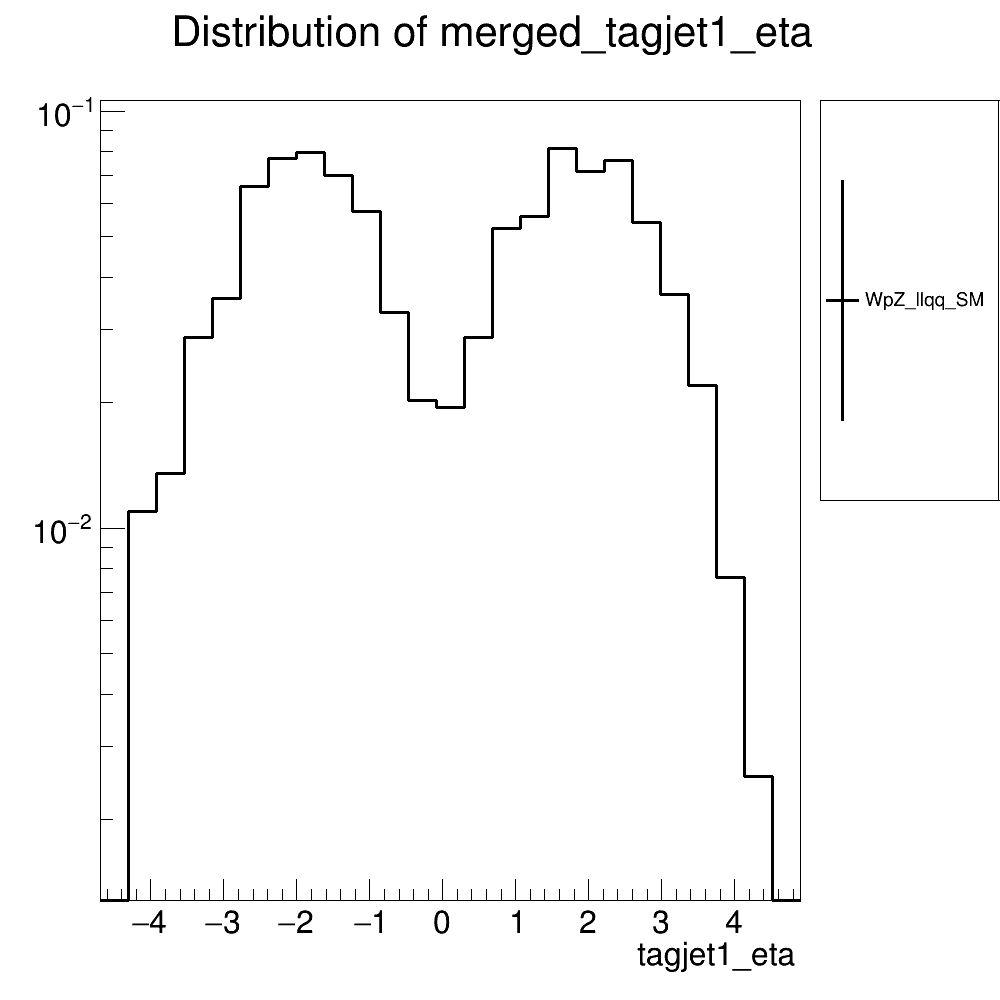 Distribution of merged_tagjet1_eta
10−1
10−2
WpZ_llqq_SM
−4 −3 −2 −1 0 1 2 3 4
tagjet1_eta